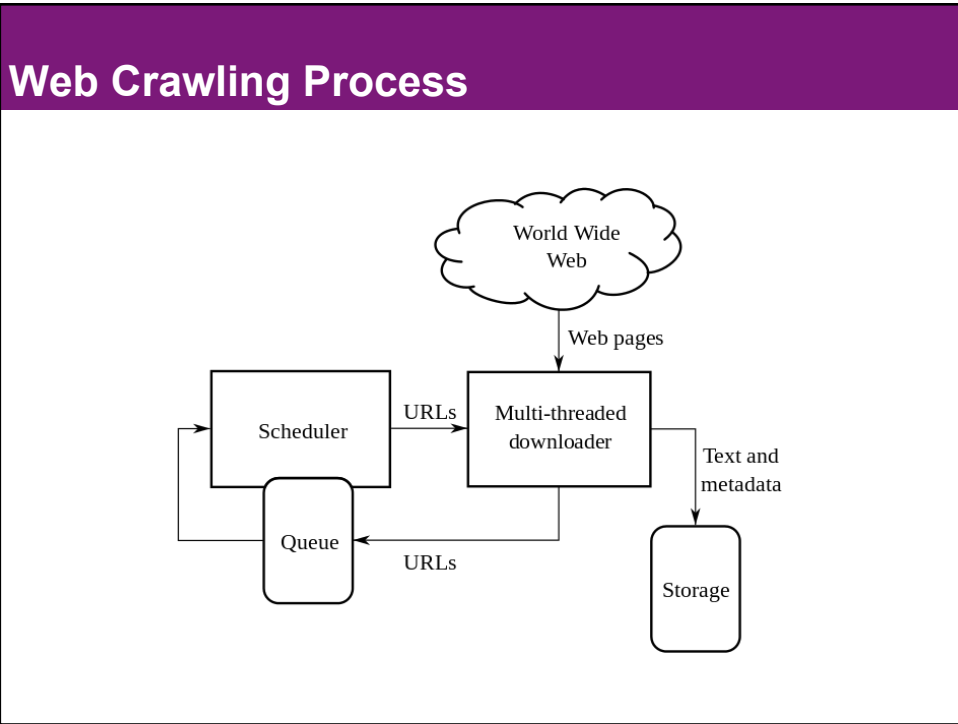 Web Crawling Process
World Wide
Web
Web pages
Scheduler
URLs
Multi-threaded
downloader
Text and
metadata
Queue
URLs
Storage